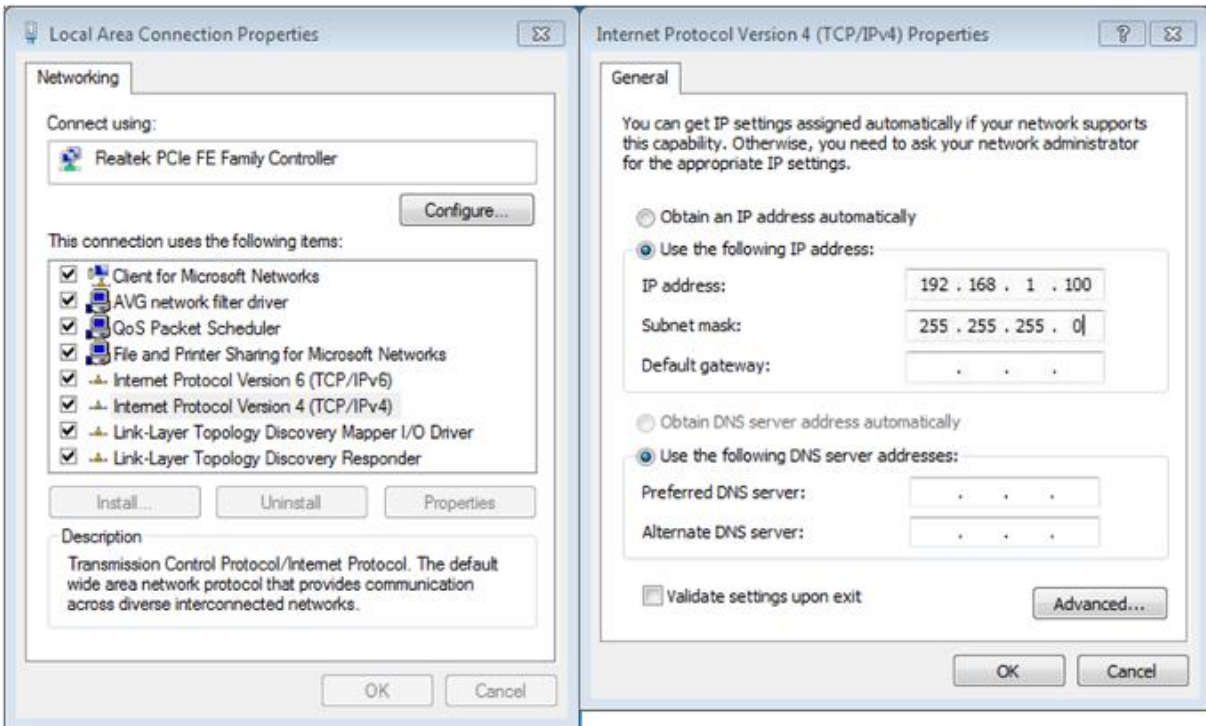 Local Area Connection Properties
Networking
Connect using:
Realtek PCIe FE Family Controller
Configure...
This connection uses the following items:
Client for Microsoft Networks
AVG network filter driver
QoS Packet Scheduler
File and Printer Sharing for Microsoft Networks
Internet Protocol Version 6 (TCP/IPv6)
Internet Protocol Version 4 (TCP/IPv4)
Link-Layer Topology Discovery Mapper I/O Driver
Link-Layer Topology Discovery Responder
Install... Uninstall Properties
Description
Transmission Control Protocol/Internet Protocol. The default
wide area network protocol that provides communication
across diverse interconnected networks.
OK Cancel
Internet Protocol Version 4 (TCP/IPv4) Properties
General
You can get IP settings assigned automatically if your network supports
this capability. Otherwise, you need to ask your network administrator
for the appropriate IP settings.
Obtain an IP address automatically
Use the following IP address:
IP address: 192 . 168 . 1 . 100
Subnet mask: 255 . 255 . 255 . 0
Default gateway: . . .
Obtain DNS server address automatically
Use the following DNS server addresses:
Preferred DNS server: . . .
Alternate DNS server: . . .
Validate settings upon exit
Advanced...
OK Cancel